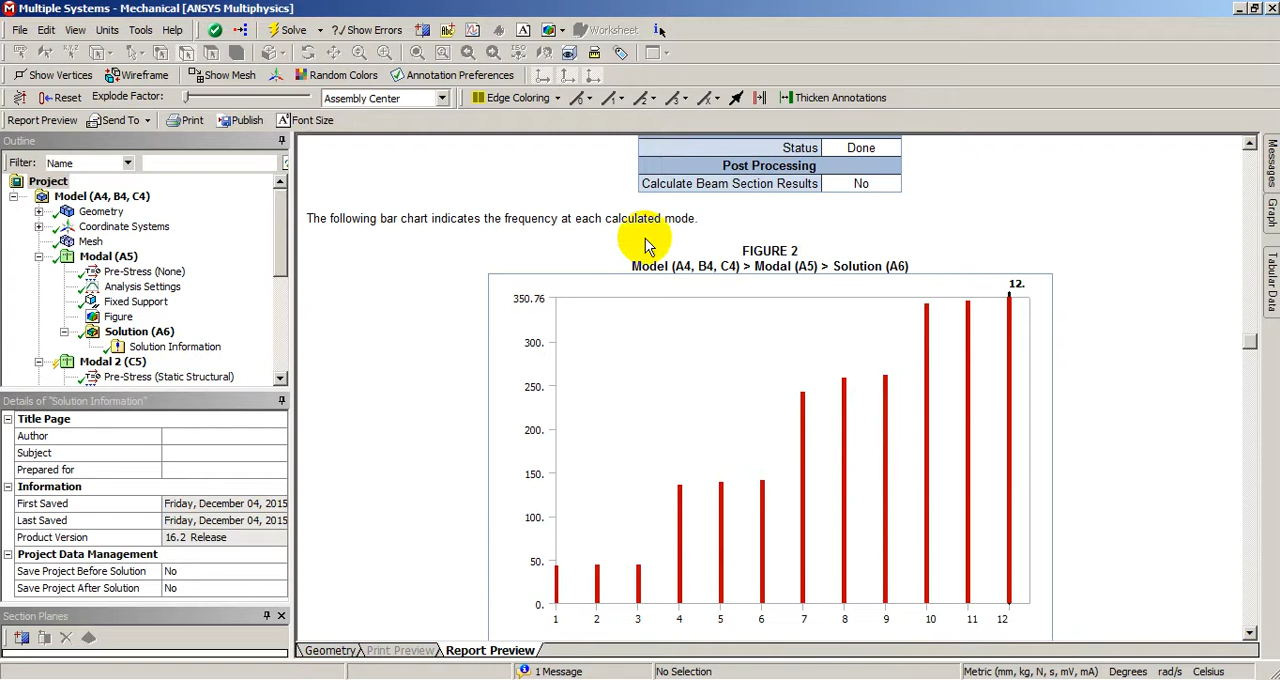 Multiple Systems - Mechanical [ANSYS Multiphysics]
File Edit View Units Tools Help Solve ?/Show Errors Worksheet
Show Vertices Wireframe Show Mesh Random Colors Annotation Preferences
Reset Explode Factor: Assembly Center Edge Coloring Thicken Annotations
Report Preview Send To Print Publish Font Size
Outline
Filter: Name
Project
Model (A4, B4, C4)
Geometry
Coordinate Systems
Mesh
Modal (A5)
Pre-Stress (None)
Analysis Settings
Fixed Support
Figure
Solution (A6)
Solution Information
Modal 2 (C5)
Pre-Stress (Static Structural)
Details of "Solution Information"
Title Page
Author
Subject
Prepared for
Information
First Saved Friday, December 04, 2015
Last Saved Friday, December 04, 2015
Product Version 16.2 Release
Project Data Management
Save Project Before Solution No
Save Project After Solution No
Section Planes
Status Done
Post Processing
Calculate Beam Section Results No
The following bar chart indicates the frequency at each calculated mode.
FIGURE 2
Model (A4, B4, C4) > Modal (A5) > Solution (A6)
12.
350.76
300.
250.
200.
150.
100.
50.
0.
1 2 3 4 5 6 7 8 9 10 11 12
Geometry Print Preview Report Preview
Messages
Graph
Tabular Data
1 Message No Selection Metric (mm, kg, N, s, mV, mA) Degrees rad/s Celsius